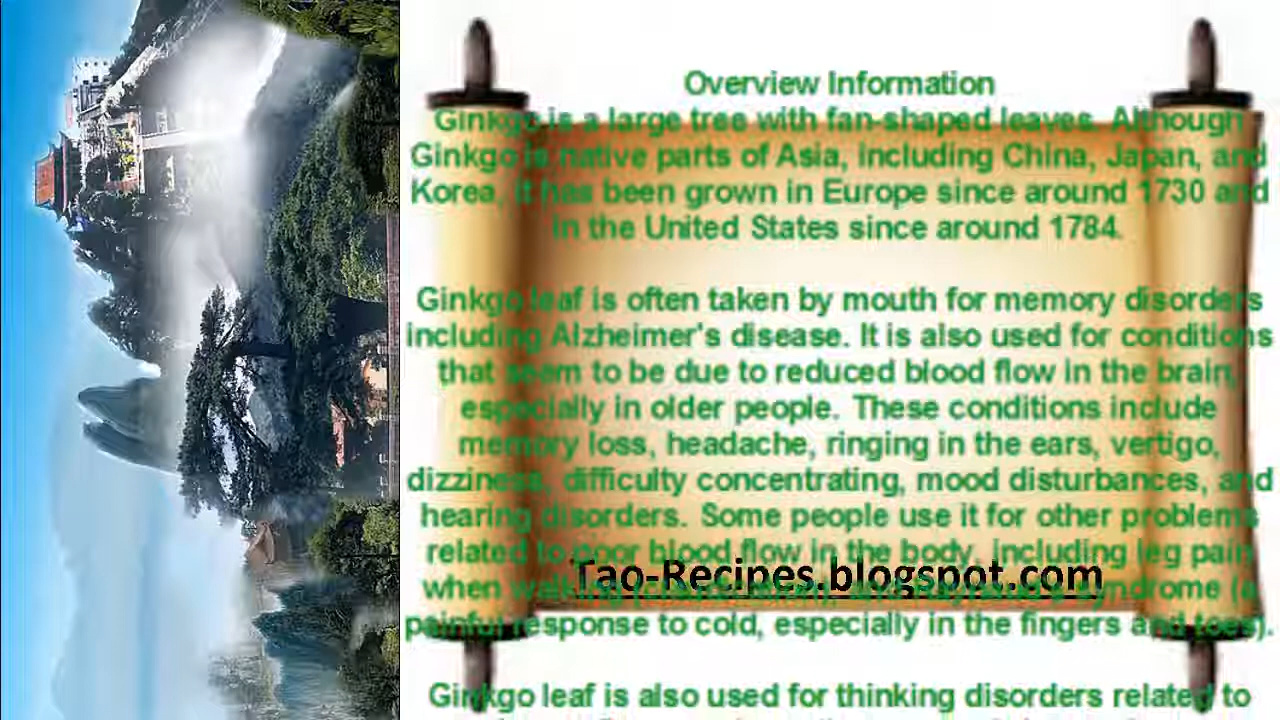 Overview Information
Ginkgo is a large tree with fan-shaped leaves. Although
Ginkgo is native parts of Asia, including China, Japan, and
Korea, it has been grown in Europe since around 1730 and
in the United States since around 1784.
Ginkgo leaf is often taken by mouth for memory disorders
including Alzheimer's disease. It is also used for conditions
that seem to be due to reduced blood flow in the brain,
especially in older people. These conditions include
memory loss, headache, ringing in the ears, vertigo,
dizziness, difficulty concentrating, mood disturbances, and
hearing disorders. Some people use it for other problems
related to poor blood flow in the body, including leg pain
Tao-Recipes.blogspot.com
when walking syndrome (a
painful response to cold, especially in the fingers and toes).
Ginkgo leaf is also used for thinking disorders related to